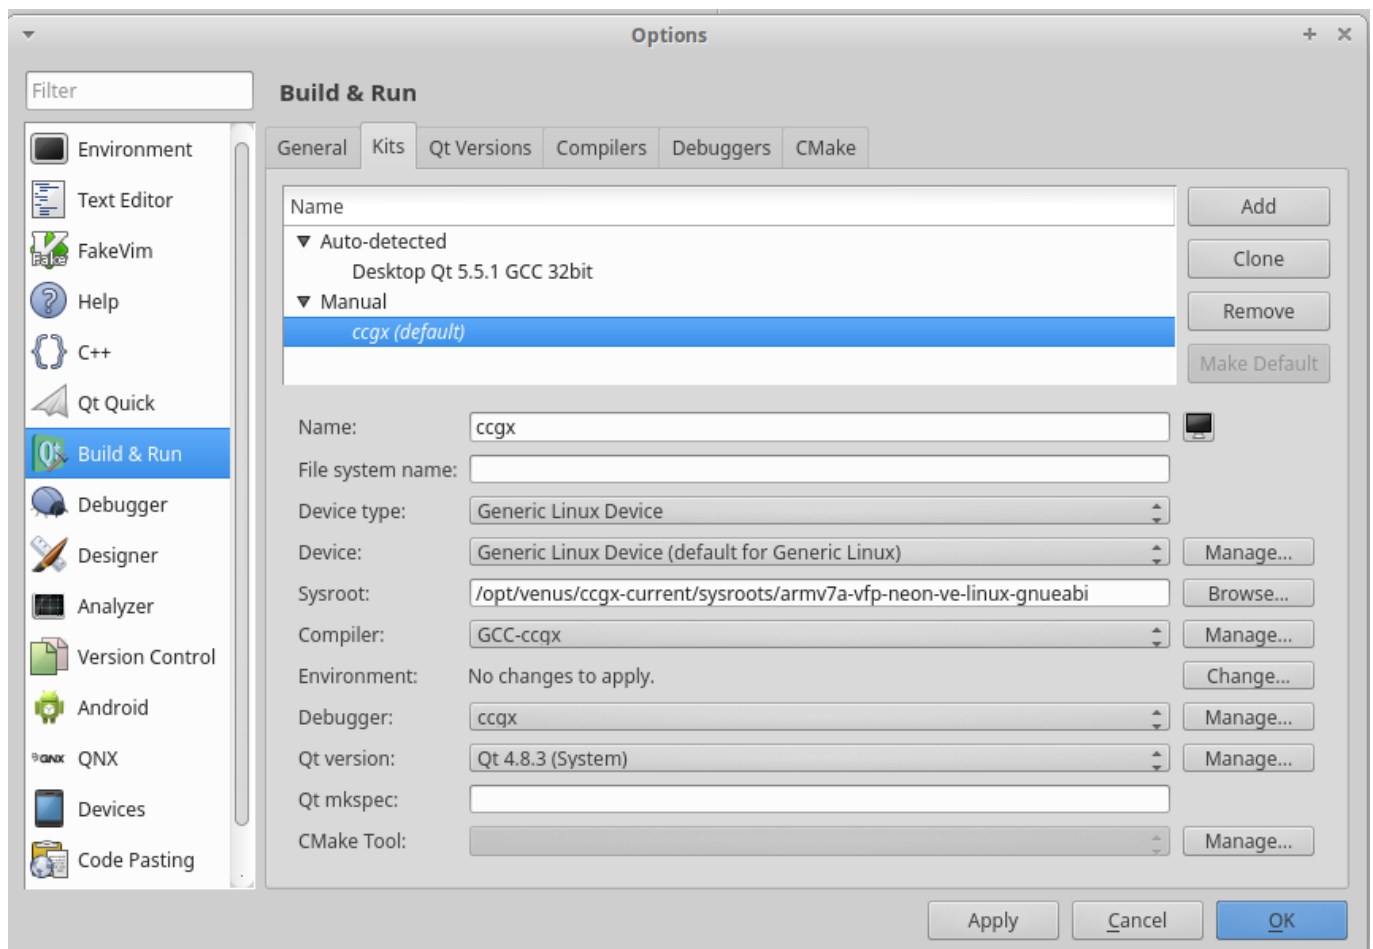 Options
Filter
Build & Run
Environment
Text Editor
FakeVim
Help
C++
Qt Quick
Build & Run
Debugger
Designer
Analyzer
Version Control
Android
QNX
Devices
Code Pasting
General Kits Qt Versions Compilers Debuggers CMake
Name
Auto-detected
Desktop Qt 5.5.1 GCC 32bit
Manual
ccgx (default)
Add
Clone
Remove
Make Default
Name: ccgx
File system name:
Device type: Generic Linux Device
Device: Generic Linux Device (default for Generic Linux) Manage...
Sysroot: /opt/venus/ccgx-current/sysroots/armv7a-vfp-neon-ve-linux-gnueabi Browse...
Compiler: GCC-ccgx Manage...
Environment: No changes to apply. Change...
Debugger: ccgx Manage...
Qt version: Qt 4.8.3 (System) Manage...
Qt mkspec:
CMake Tool: Manage...
Apply Cancel OK